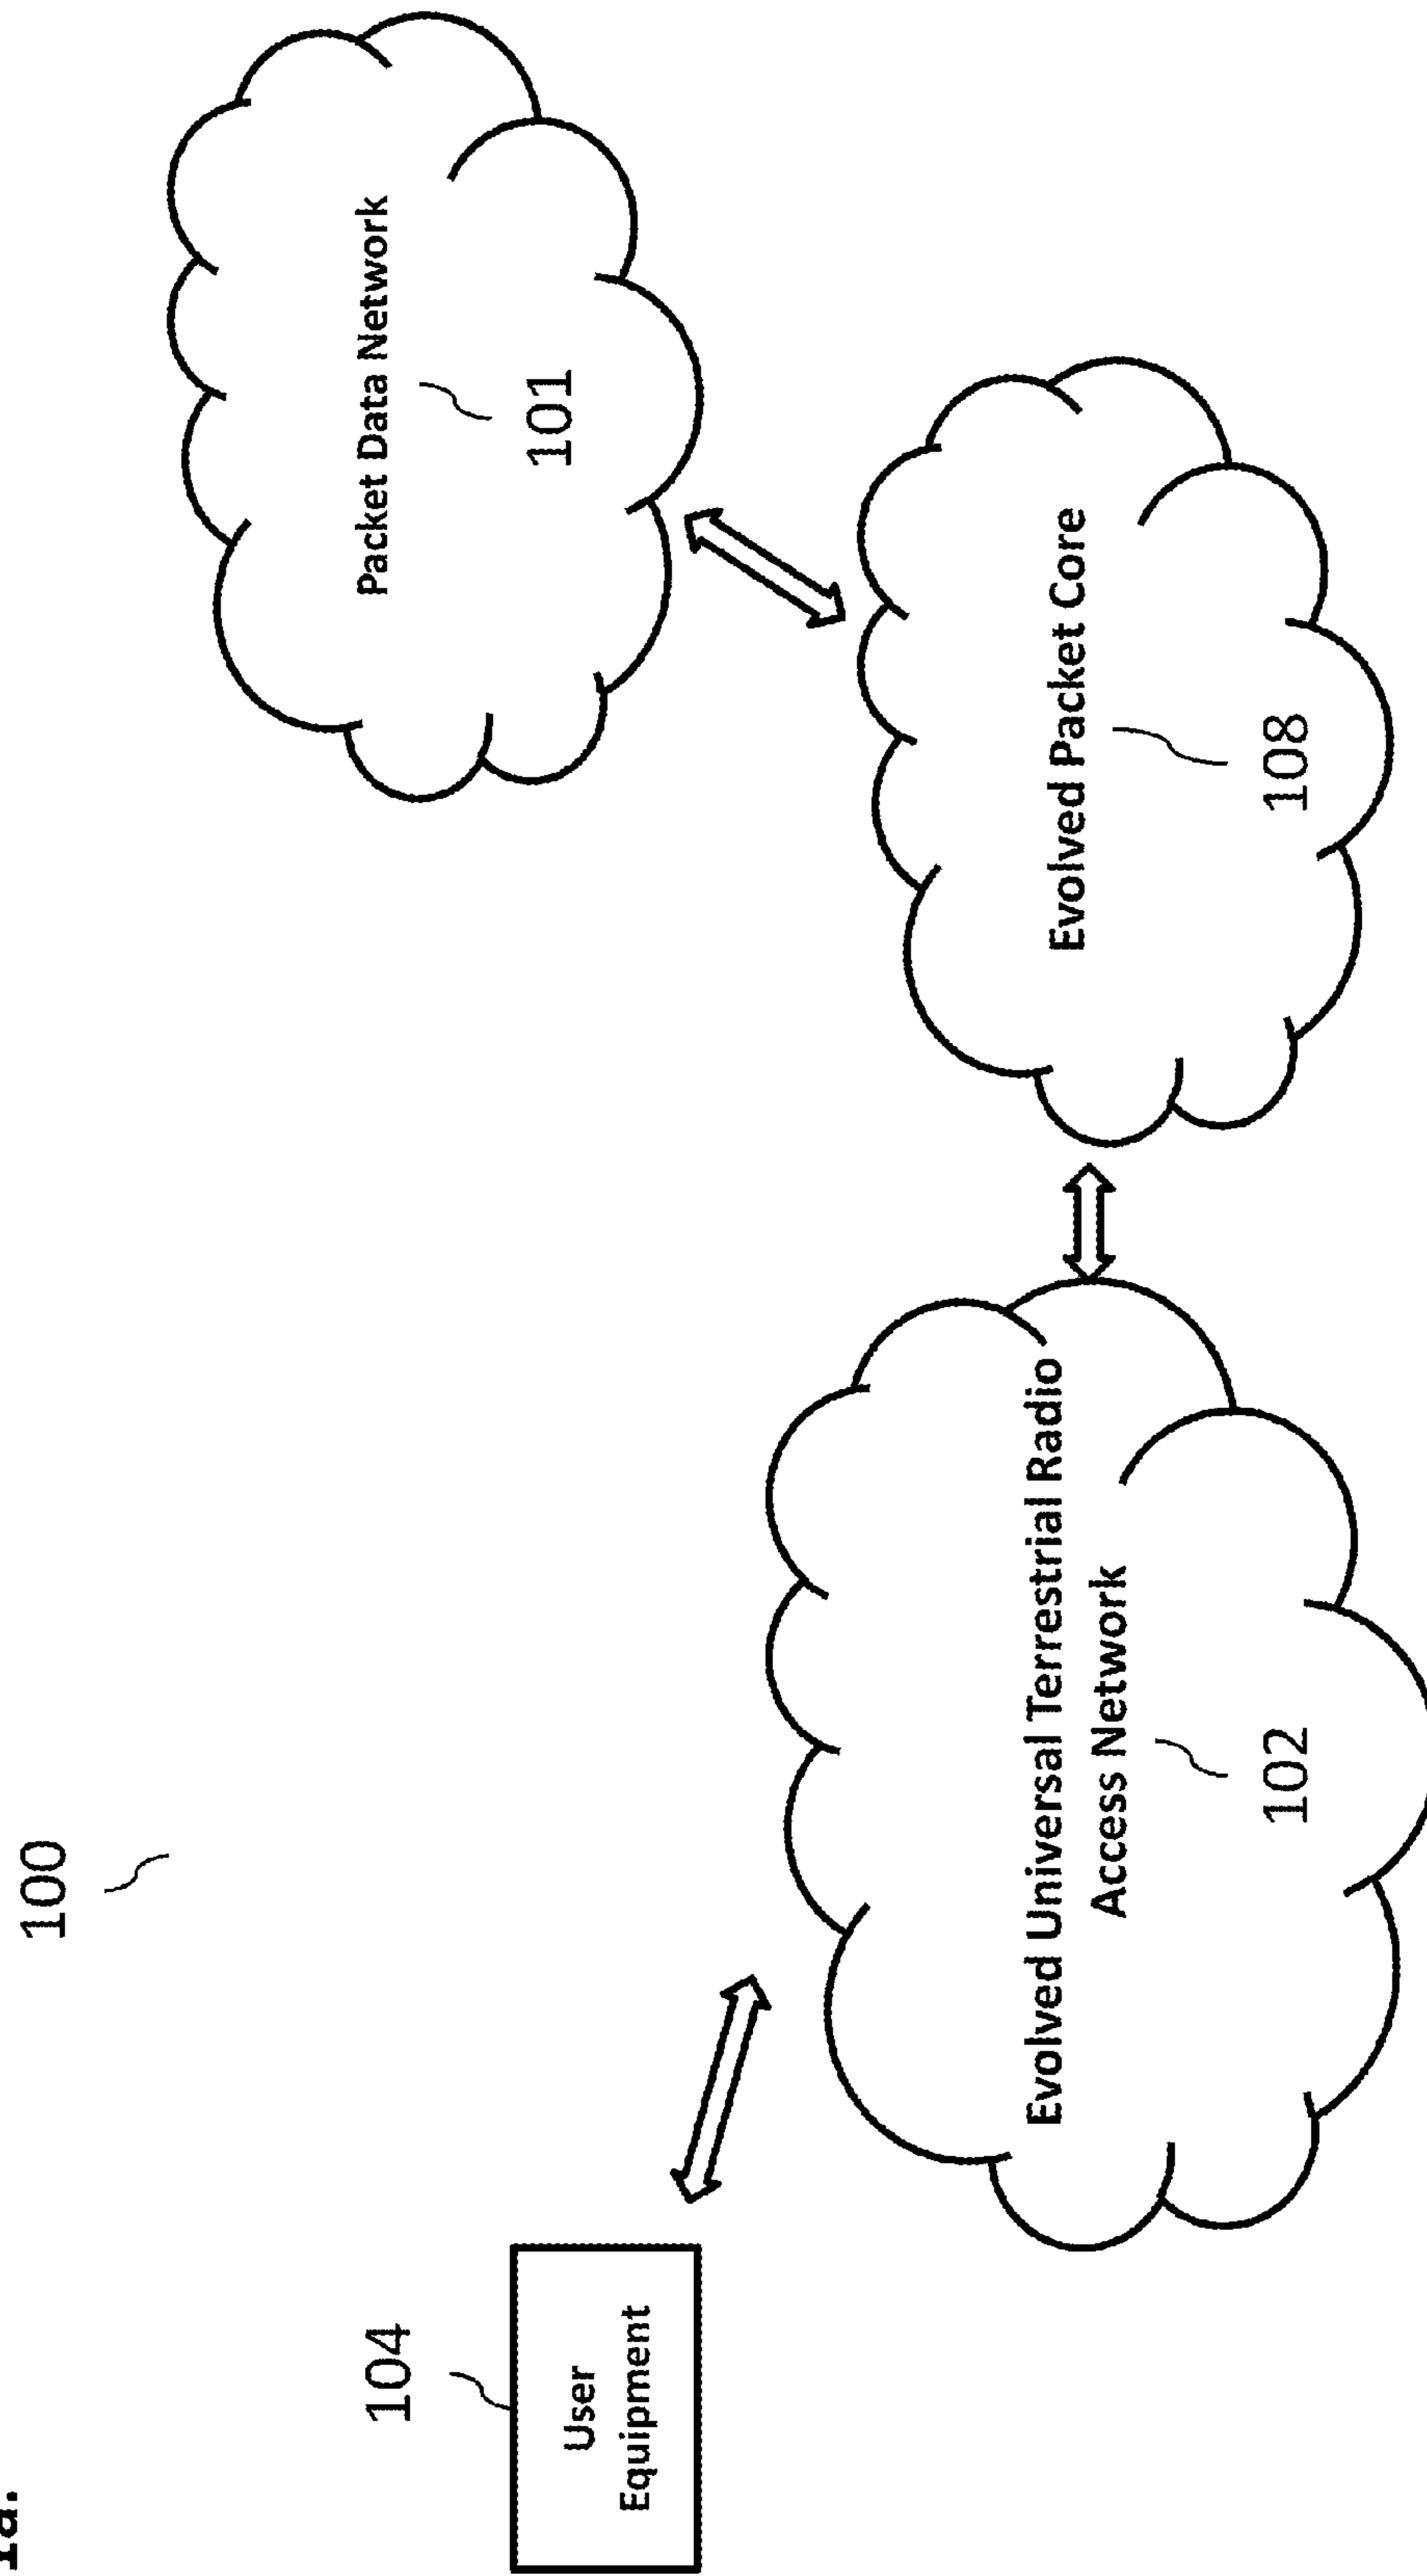 1a.
100
104
User
Equipment
Packet Data Network
101
Evolved Universal Terrestrial Radio
Access Network
102
Evolved Packet Core
108